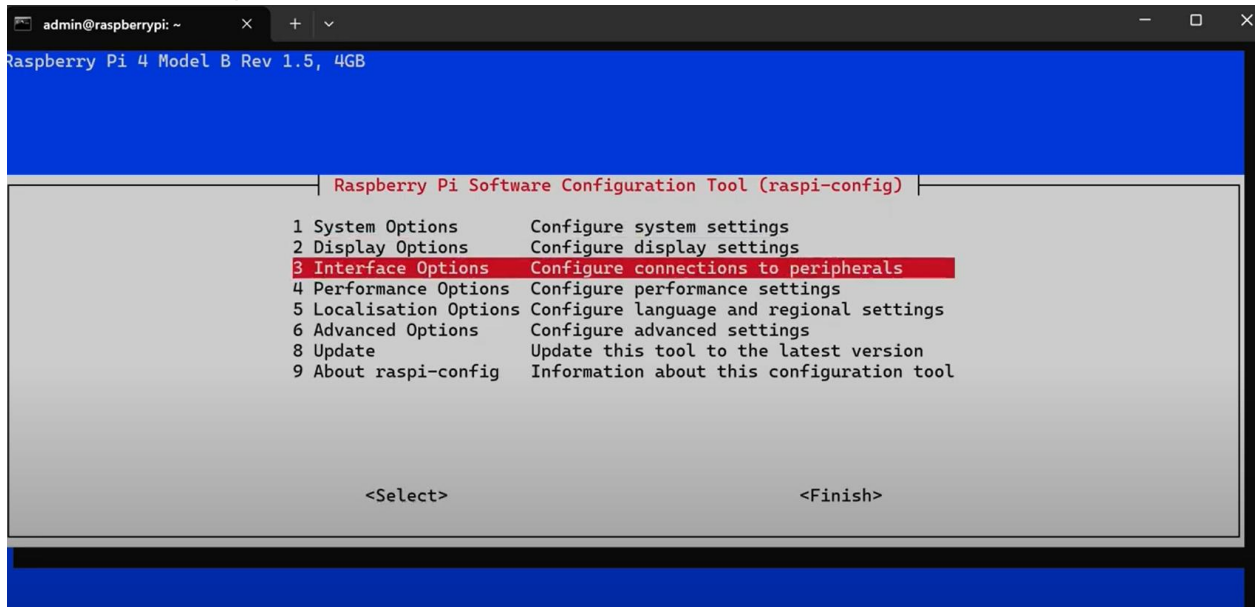 admin@raspberrypi: ~
Raspberry Pi 4 Model B Rev 1.5, 4GB
Raspberry Pi Software Configuration Tool (raspi-config)
1 System Options Configure system settings
2 Display Options Configure display settings
3 Interface Options Configure connections to peripherals
4 Performance Options Configure performance settings
5 Localisation Options Configure language and regional settings
6 Advanced Options Configure advanced settings
8 Update Update this tool to the latest version
9 About raspi-config Information about this configuration tool
<Select> <Finish>